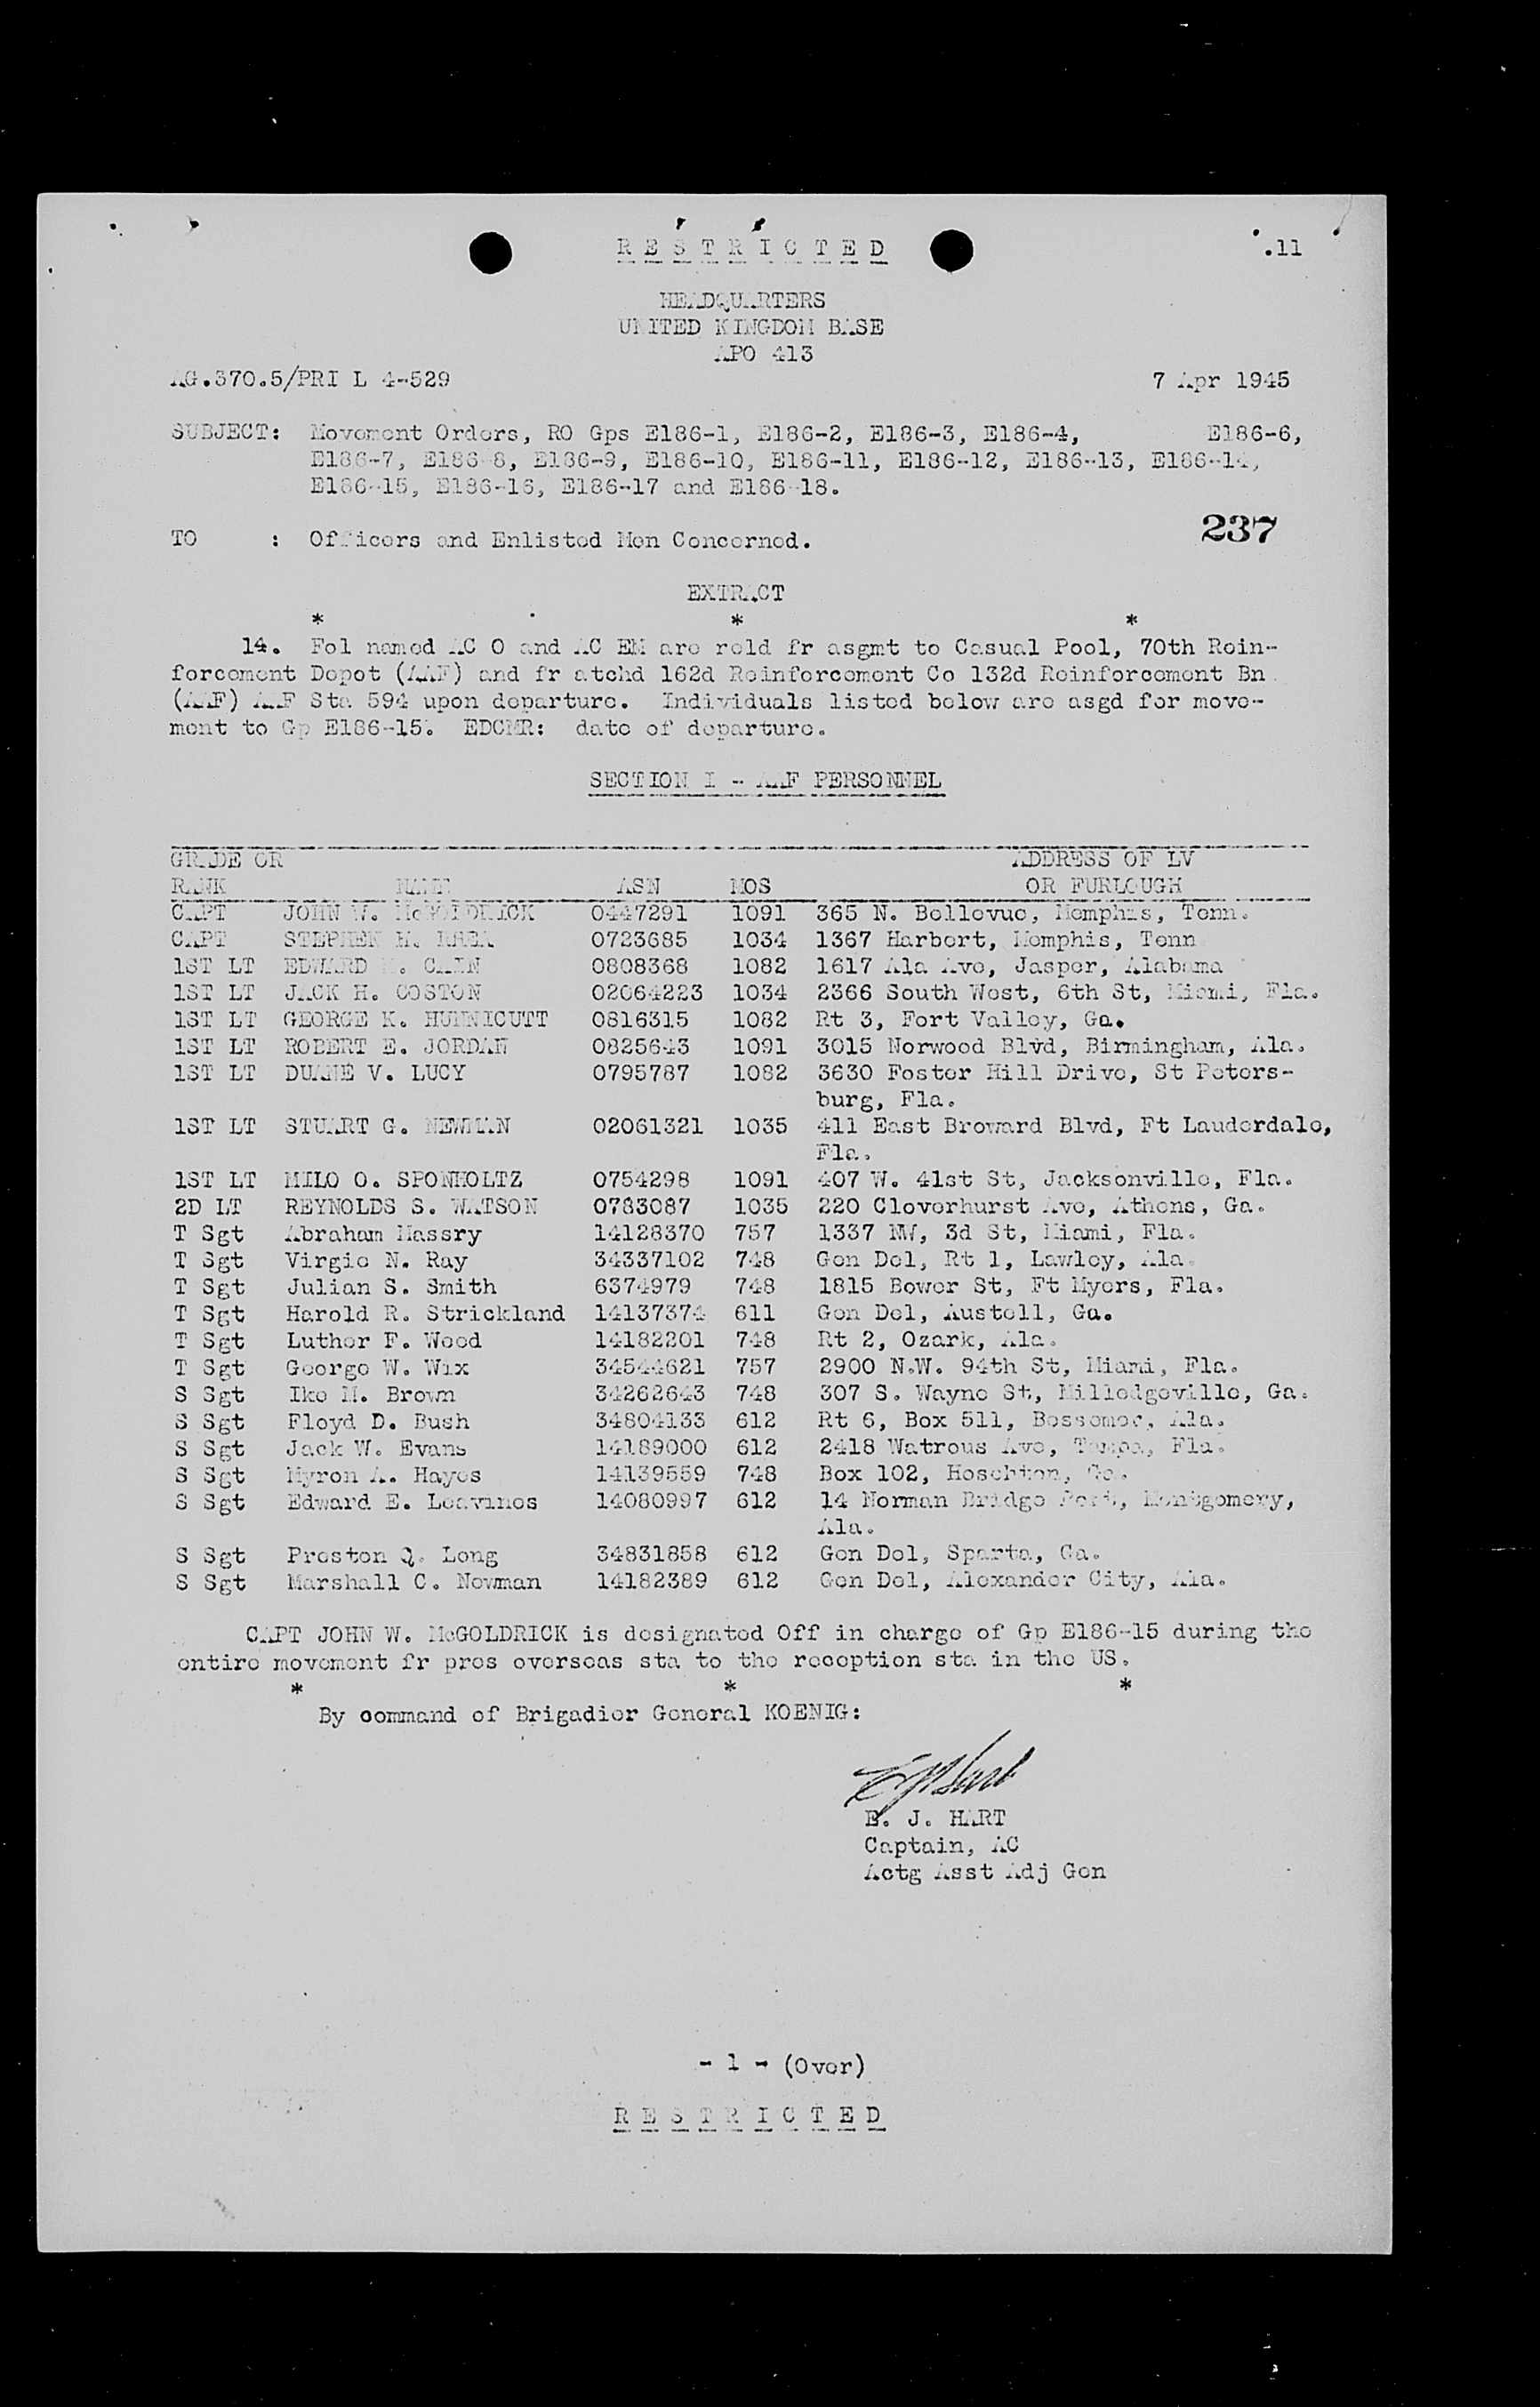 R E S T R I C T E D
.11
HEADQUARTERS
UNITED KINGDOM BASE
APO 413
AG.370.5/PRI L 4-529 7 Apr 1945
SUBJECT: Movement Orders, RO Gps E186-1, E186-2, E186-3, E186-4, E186-6,
E186-7, E186-8, E186-9, E186-10, E186-11, E186-12, E186-13, E186-14,
E186-15, E186-16, E186-17 and E186-18.
TO : Officers and Enlisted Men Concerned.
237
EXTRACT
* * *
14. Fol named AC O and AC EM are reld fr asgmt to Casual Pool, 70th Rein-
forcement Depot (AAF) and fr atchd 162d Reinforcement Co 132d Reinforcement Bn
(AAF) AAF Sta 594 upon departure. Individuals listed below are asgd for move-
ment to Gp E186-15. EDCMR: date of departure.
SECTION I - AAF PERSONNEL
GRADE OR ADDRESS OF LV
RANK NAME ASN MOS OR FURLOUGH
CAPT JOHN W. McGOLDRICK 0447291 1091 365 N. Bellevue, Memphis, Tenn.
CAPT STEPHEN H. RHEA 0723685 1034 1367 Harbert, Memphis, Tenn
1ST LT EDWARD CAIN 0808368 1082 1617 Ala Ave, Jasper, Alabama
1ST LT JACK H. COSTON 02064223 1034 2366 South West, 6th St, Miami, Fla.
1ST LT GEORGE K. HUNNICUTT 0816315 1082 Rt 3, Fort Valley, Ga.
1ST LT ROBERT E. JORDAN 0825643 1091 3015 Norwood Blvd, Birmingham, Ala.
1ST LT DUANE V. LUCY 0795787 1082 3630 Foster Hill Drive, St Peters-
burg, Fla.
1ST LT STUART G. NEWMAN 02061321 1035 411 East Broward Blvd, Ft Lauderdale,
Fla.
1ST LT MILO O. SPONHOLTZ 0754298 1091 407 W. 41st St, Jacksonville, Fla.
2D LT REYNOLDS S. WATSON 0783087 1035 220 Cloverhurst Ave, Athens, Ga.
T Sgt Abraham Massry 14128370 757 1337 NW, 3d St, Miami, Fla.
T Sgt Virgie N. Ray 34337102 748 Gen Del, Rt 1, Lawley, Ala.
T Sgt Julian S. Smith 6374979 748 1815 Bower St, Ft Myers, Fla.
T Sgt Harold R. Strickland 14137374 611 Gen Del, Austell, Ga.
T Sgt Luther F. Wood 14182201 748 Rt 2, Ozark, Ala.
T Sgt George W. Wix 34544621 757 2900 N.W. 94th St, Miami, Fla.
S Sgt Ike M. Brown 34262643 748 307 S. Wayne St, Milledgeville, Ga.
S Sgt Floyd D. Bush 34804133 612 Rt 6, Box 511, Bessemer, Ala.
S Sgt Jack W. Evans 14189000 612 2418 Watrous Ave, Tampa, Fla.
S Sgt Myron A. Hayes 14139559 748 Box 102, Hoschton, Ga.
S Sgt Edward E. Leavines 14080997 612 14 Norman Bridge Montgomery,
Ala.
S Sgt Preston Q. Long 34831858 612 Gen Del, Sparta, Ga.
S Sgt Marshall C. Newman 14182389 612 Gen Del, Alexander City, Ala.
CAPT JOHN W. McGOLDRICK is designated Off in charge of Gp E186-15 during the
entire movement fr pres overseas sta to the reception sta in the US.
* * *
By command of Brigadier General KOENIG:
E. J. HART
Captain, AC
Actg Asst Adj Gen
- 1 - (Over)
R E S T R I C T E D